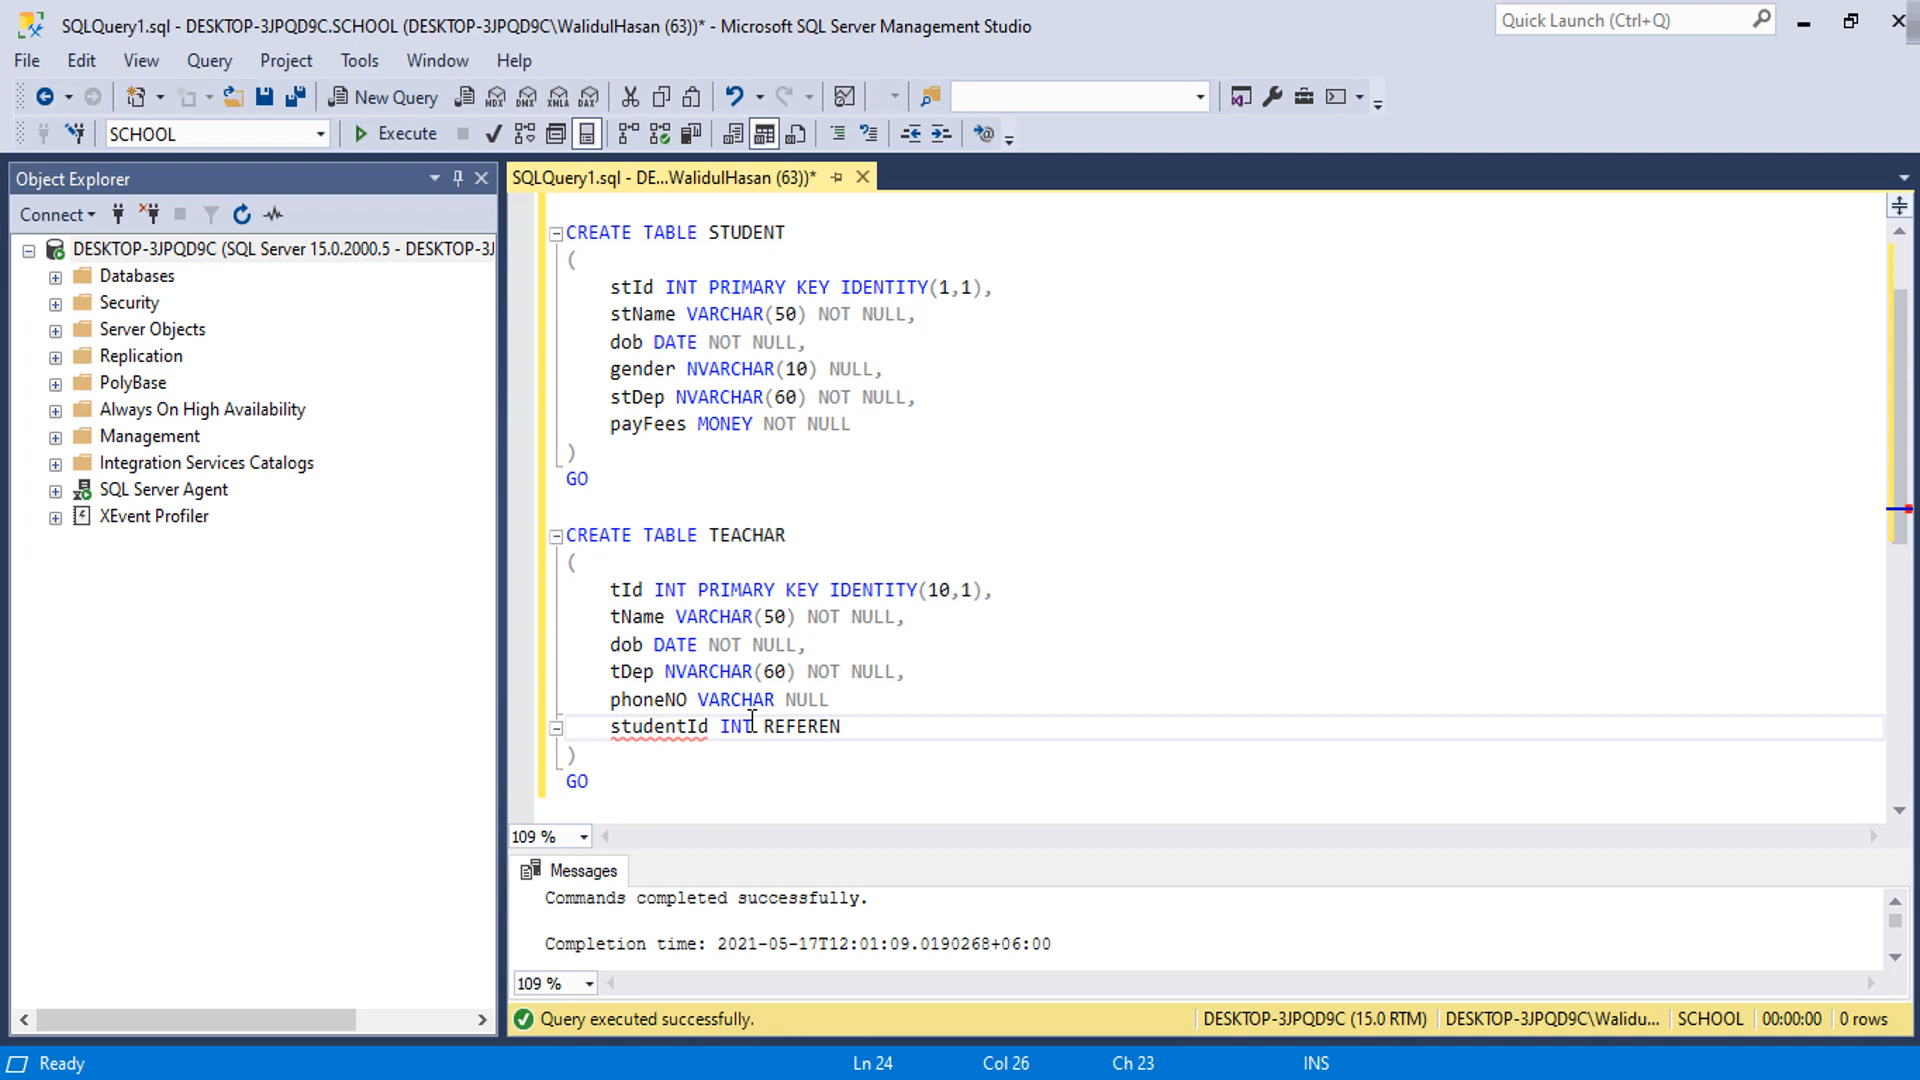 SQLQuery1.sql - DESKTOP-3JPQD9C.SCHOOL (DESKTOP-3JPQD9C\WalidulHasan (63))* - Microsoft SQL Server Management Studio
Quick Launch (Ctrl+Q)
File Edit View Query Project Tools Window Help
New Query MDX DMX XMLA DAX
SCHOOL Execute
Object Explorer
Connect
DESKTOP-3JPQD9C (SQL Server 15.0.2000.5 - DESKTOP-3J
Databases
Security
Server Objects
Replication
PolyBase
Always On High Availability
Management
Integration Services Catalogs
SQL Server Agent
XEvent Profiler
SQLQuery1.sql - DE...WalidulHasan (63))*
CREATE TABLE STUDENT
(
stId INT PRIMARY KEY IDENTITY(1,1),
stName VARCHAR(50) NOT NULL,
dob DATE NOT NULL,
gender NVARCHAR(10) NULL,
stDep NVARCHAR(60) NOT NULL,
payFees MONEY NOT NULL
)
GO
CREATE TABLE TEACHAR
(
tId INT PRIMARY KEY IDENTITY(10,1),
tName VARCHAR(50) NOT NULL,
dob DATE NOT NULL,
tDep NVARCHAR(60) NOT NULL,
phoneNO VARCHAR NULL
studentId INT REFEREN
)
GO
109 %
Messages
Commands completed successfully.
Completion time: 2021-05-17T12:01:09.0190268+06:00
109 %
Query executed successfully. DESKTOP-3JPQD9C (15.0 RTM) DESKTOP-3JPQD9C\Walidu... SCHOOL 00:00:00 0 rows
Ready Ln 24 Col 26 Ch 23 INS